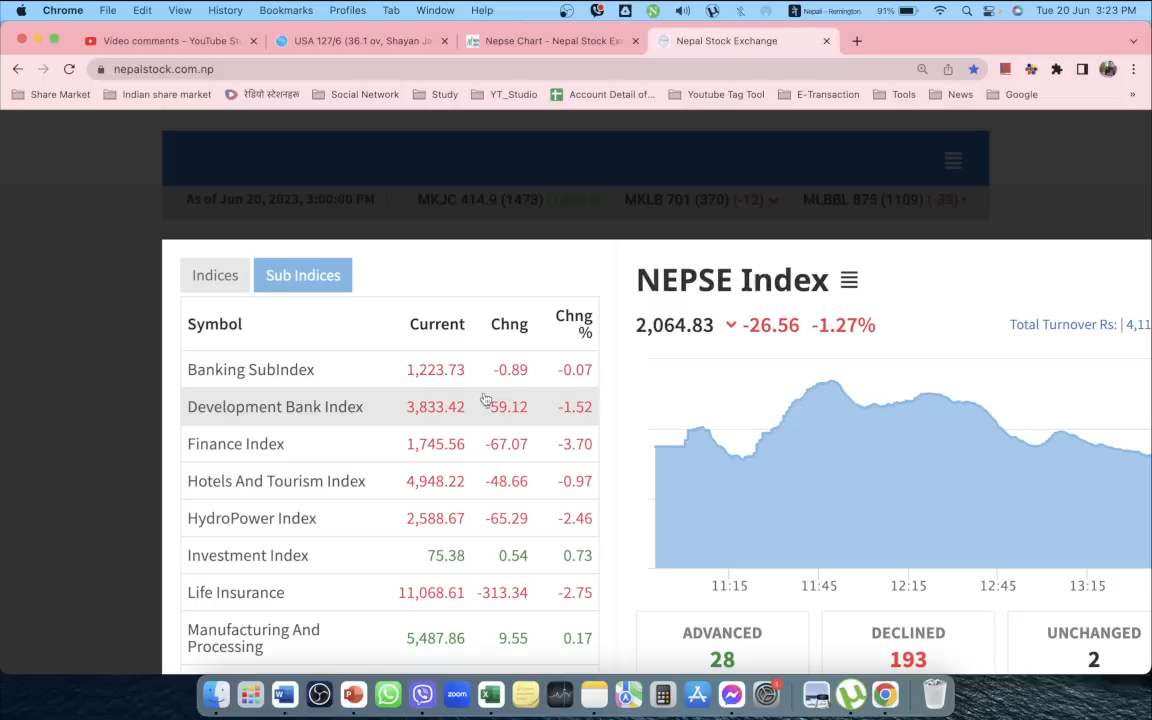 Chrome File Edit View History Bookmarks Profiles Tab Window Help Nepali - Remington 91% Tue 20 Jun 3:23 PM
Video comments - YouTube St USA 127/6 (36.1 ov, Shayan Ja Nepse Chart - Nepal Stock Ex Nepal Stock Exchange
nepalstock.com.np
Share Market Indian share market रेडियो स्टेशनहरू Social Network Study YT_Studio Account Detail of... Youtube Tag Tool E-Transaction Tools News Google »
As of Jun 20, 2023, 3:00:00 PM MKJC 414.9 (1473) MKLB 701 (370) (-12) MLBBL 875 (1109) (-39)
Indices Sub Indices
NEPSE Index
2,064.83 -26.56 -1.27% Total Turnover Rs: | 4,11
Symbol Current Chng Chng %
Banking SubIndex 1,223.73 -0.89 -0.07
Development Bank Index 3,833.42 -59.12 -1.52
Finance Index 1,745.56 -67.07 -3.70
Hotels And Tourism Index 4,948.22 -48.66 -0.97
HydroPower Index 2,588.67 -65.29 -2.46
Investment Index 75.38 0.54 0.73
Life Insurance 11,068.61 -313.34 -2.75
Manufacturing And
Processing 5,487.86 9.55 0.17
11:15 11:45 12:15 12:45 13:15
ADVANCED DECLINED UNCHANGED
28 193 2
zoom
1